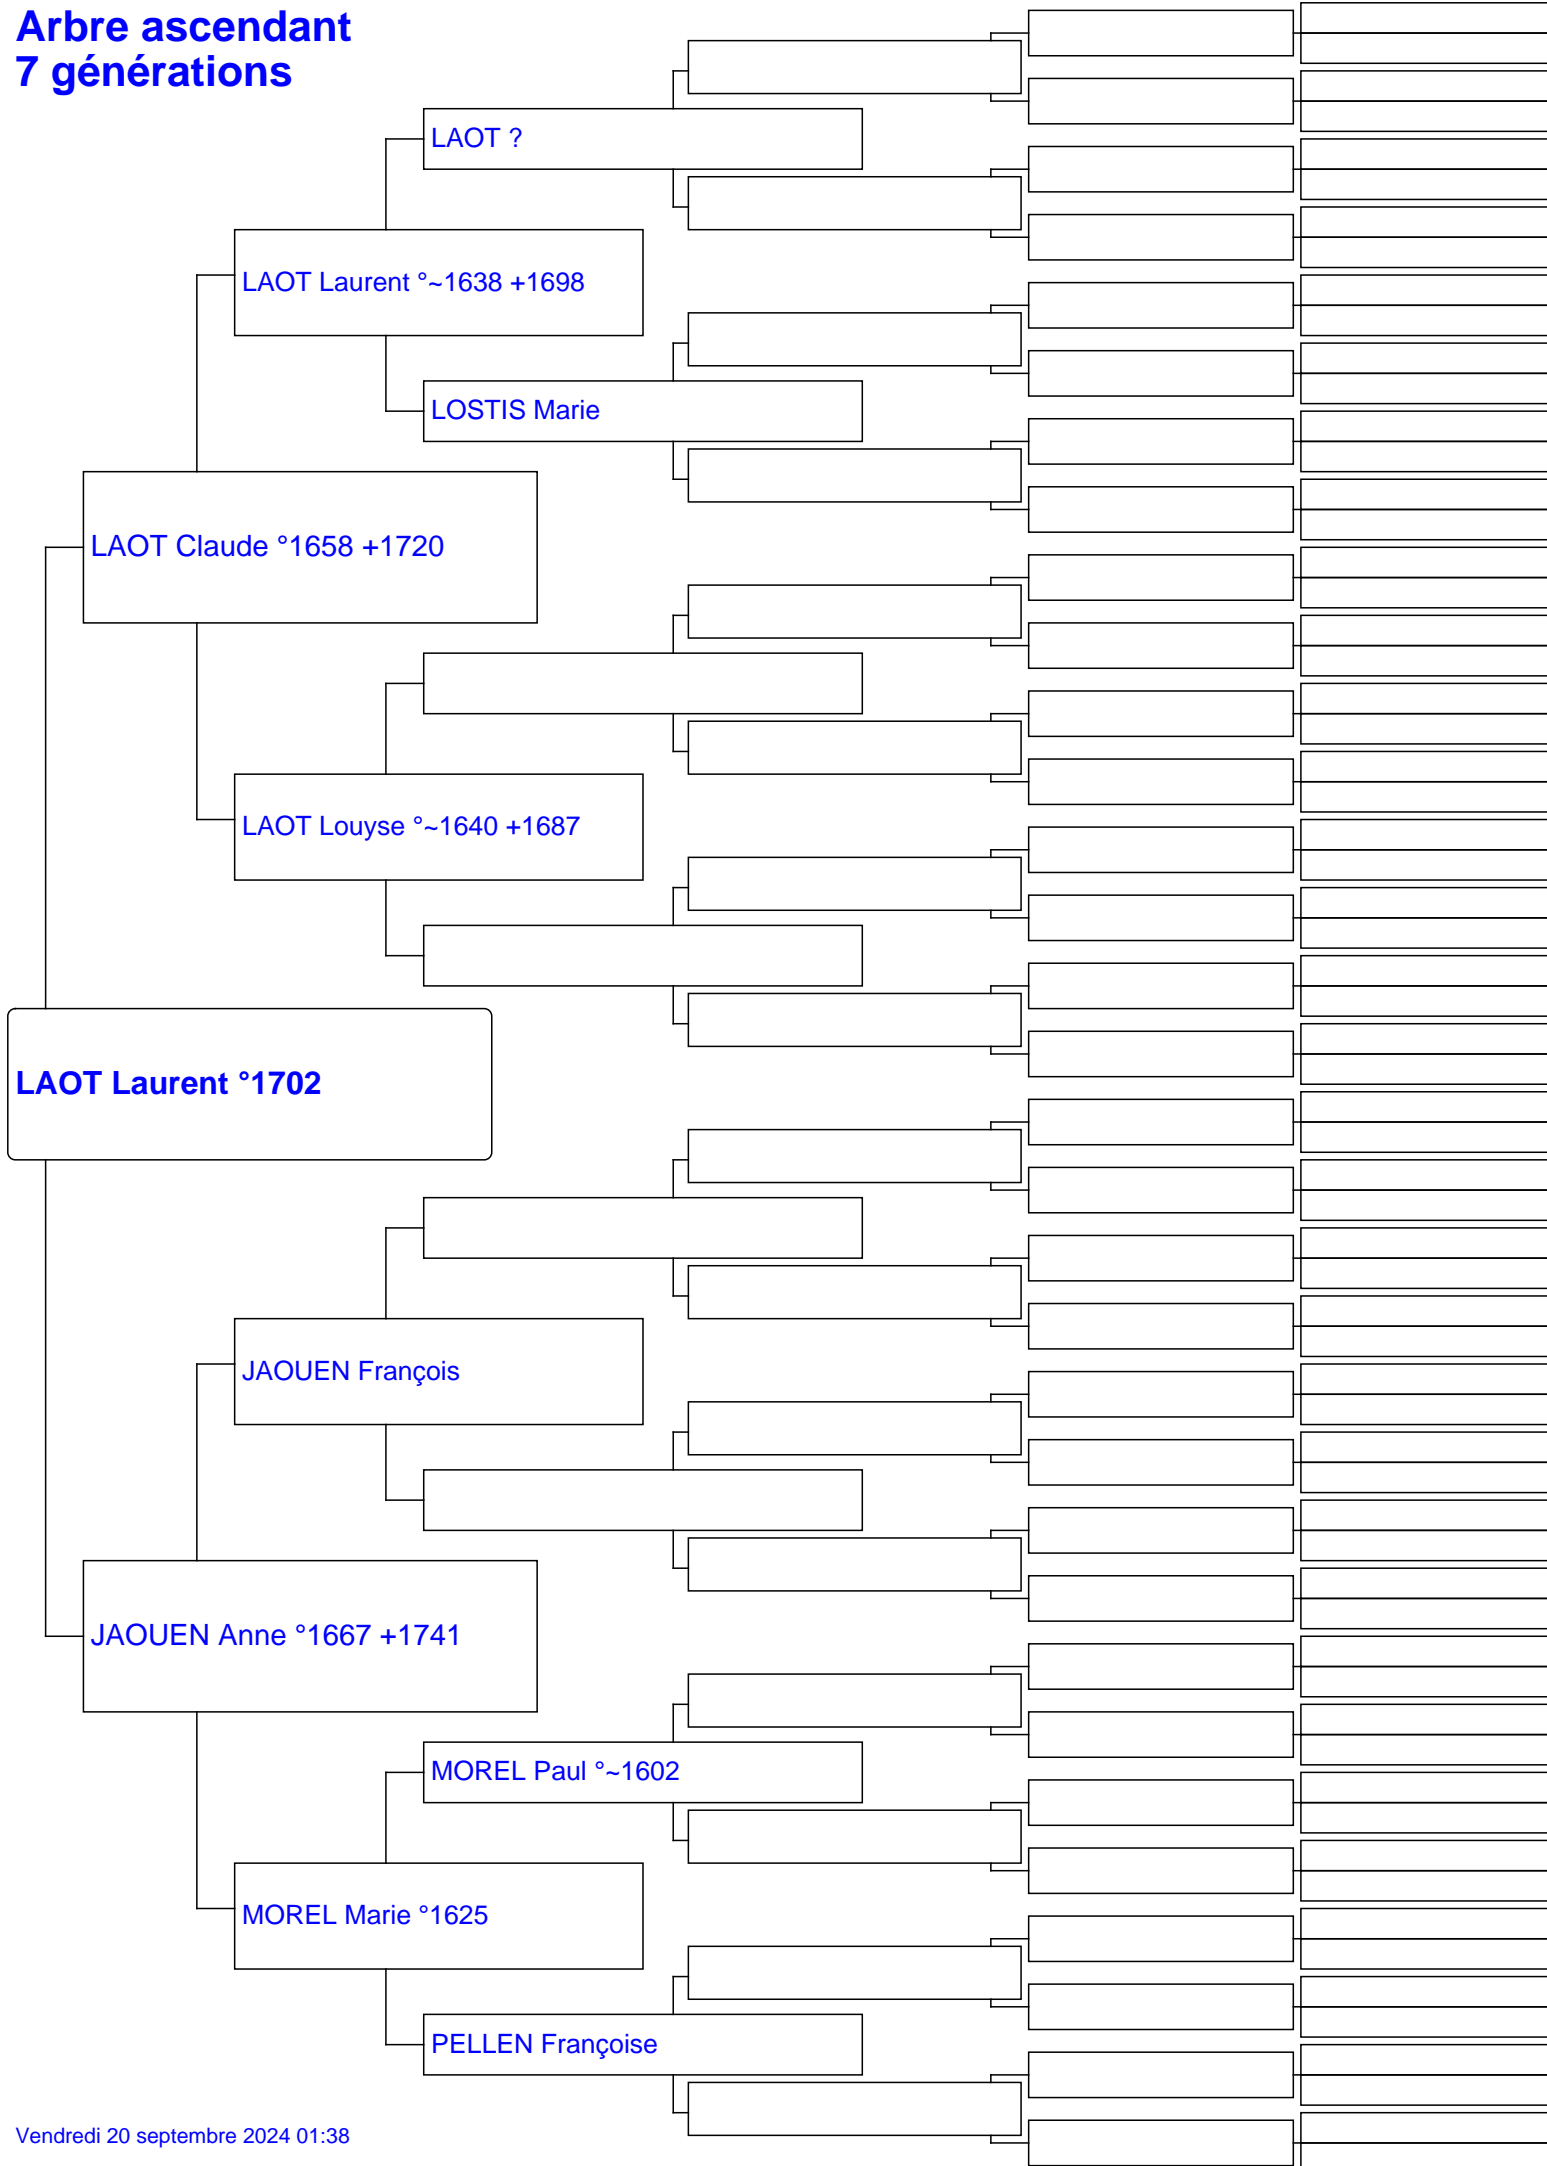 Arbre ascendant
7 générations
LAOT ?
LAOT Laurent °~1638 +1698
LOSTIS Marie
LAOT Claude °1658 +1720
LAOT Louyse °~1640 +1687
LAOT Laurent °1702
JAOUEN François
JAOUEN Anne °1667 +1741
MOREL Paul °~1602
MOREL Marie °1625
PELLEN Françoise
Vendredi 20 septembre 2024 01:38